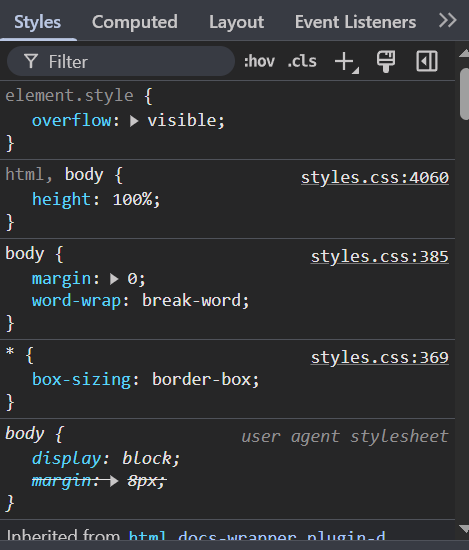 Styles Computed Layout Event Listeners
Filter :hov .cls
element.style {
overflow: visible;
}
html, body { styles.css:4060
height: 100%;
}
body { styles.css:385
margin: 0;
word-wrap: break-word;
}
* { styles.css:369
box-sizing: border-box;
}
body { user agent stylesheet
display: block;
margin: 8px;
}
Inherited from html.docs-wrapper.plugin-d